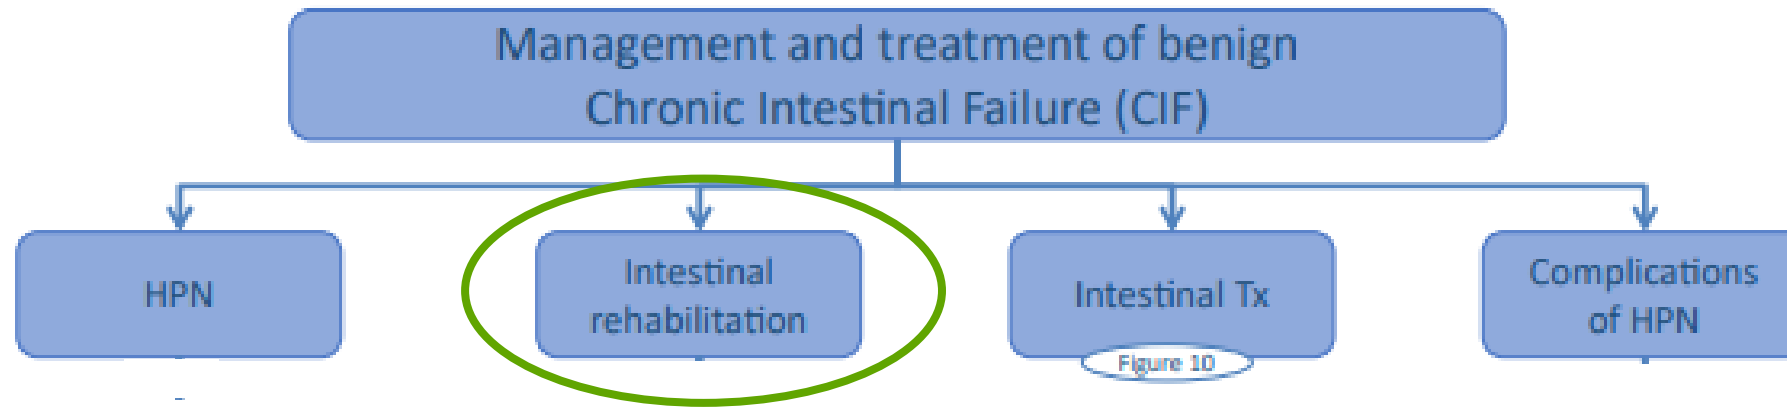 Management and treatment of benign
Chronic Intestinal Failure (CIF)
HPN
Intestinal
rehabilitation
Intestinal Tx
Figure 10
Complications
of HPN